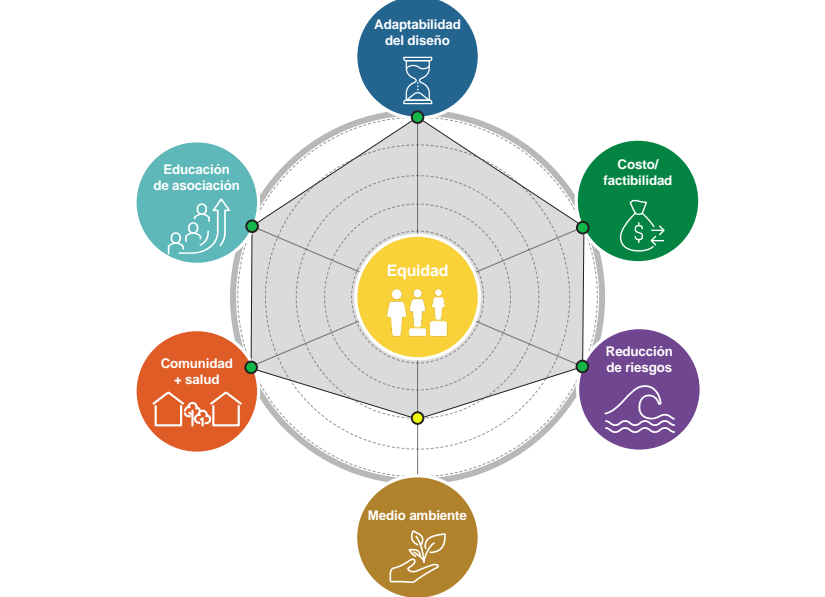 Adaptabilidad
del diseño
Educación
de asociación
Costo/
factibilidad
$
Equidad
Comunidad
+ salud
Reducción
de riesgos
Medio ambiente